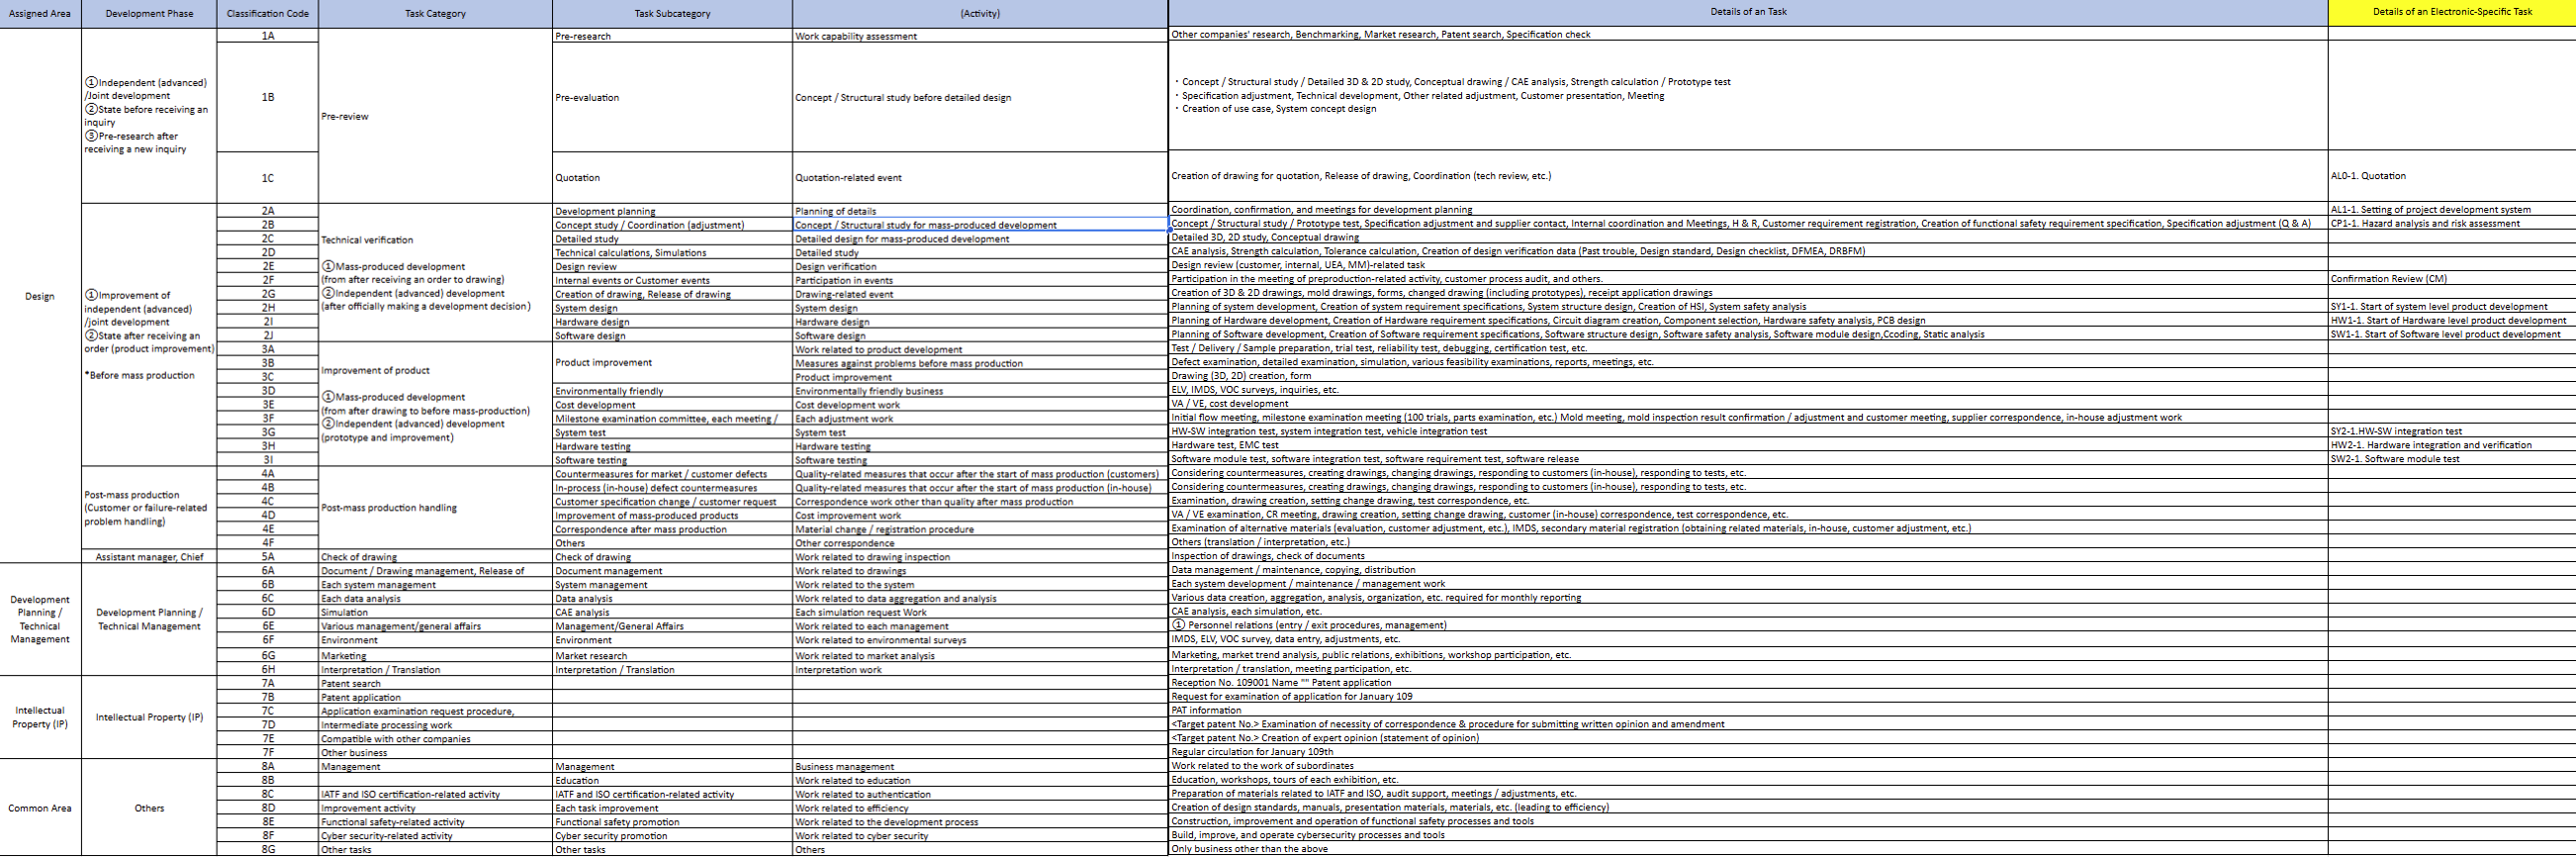 Assigned Area	Development Phase	Classification Code	Task Category	Task Subcategory	(Activity)	Details of an Task	Details of an Electronic-Specific Task
Design
①Independent (advanced)
/Joint development
②State before receiving an
inquiry
③Pre-research after
receiving a new inquiry
Pre-review
1A	Pre-research	Work capability assessment	Other companies' research, Benchmarking, Market research, Patent search, Specification check
1B	Pre-evaluation	Concept / Structural study before detailed design
・Concept / Structural study / Detailed 3D & 2D study, Conceptual drawing / CAE analysis, Strength calculation / Prototype test
・Specification adjustment, Technical development, Other related adjustment, Customer presentation, Meeting
・Creation of use case, System concept design
1C	Quotation	Quotation-related event	Creation of drawing for quotation, Release of drawing, Coordination (tech review, etc.)	AL0-1. Quotation
①Improvement of
independent (advanced)
/joint development
②State after receiving an
order (product improvement)
*Before mass production
Technical verification
①Mass-produced development
(from after receiving an order to drawing)
②Independent (advanced) development
(after officially making a development decision)
2A	Development planning	Planning of details	Coordination, confirmation, and meetings for development planning	AL1-1. Setting of project development system
2B	Concept study / Coordination (adjustment)	Concept / Structural study for mass-produced development	Concept / Structural study / Prototype test, Specification adjustment and supplier contact, Internal coordination and Meetings, H & R, Customer requirement registration, Creation of functional safety requirement specification, Specification adjustment (Q & A)	CP1-1. Hazard analysis and risk assessment
2C	Detailed study	Detailed design for mass-produced development	Detailed 3D, 2D study, Conceptual drawing
2D	Technical calculations, Simulations	Detailed study	CAE analysis, Strength calculation, Tolerance calculation, Creation of design verification data (Past trouble, Design standard, Design checklist, DFMEA, DRBFM)
2E	Design review	Design verification	Design review (customer, internal, UEA, MM)-related task
2F	Internal events or Customer events	Participation in events	Participation in the meeting of preproduction-related activity, customer process audit, and others.	Confirmation Review (CM)
2G	Creation of drawing, Release of drawing	Drawing-related event	Creation of 3D & 2D drawings, mold drawings, forms, changed drawing (including prototypes), receipt application drawings
2H	System design	System design	Planning of system development, Creation of system requirement specifications, System structure design, Creation of HSI, System safety analysis	SY1-1. Start of system level product development
2I	Hardware design	Hardware design	Planning of Hardware development, Creation of Hardware requirement specifications, Circuit diagram creation, Component selection, Hardware safety analysis, PCB design	HW1-1. Start of Hardware level product development
2J	Software design	Software design	Planning of Software development, Creation of Software requirement specifications, Software structure design, Software safety analysis, Software module design,Ccoding, Static analysis	SW1-1. Start of Software level product development
Improvement of product
①Mass-produced development
(from after drawing to before mass-production)
②Independent (advanced) development
(prototype and improvement)
3A	Product improvement	Work related to product development	Test / Delivery / Sample preparation, trial test, reliability test, debugging, certification test, etc.
3B	Measures against problems before mass production	Defect examination, detailed examination, simulation, various feasibility examinations, reports, meetings, etc.
3C	Product improvement	Drawing (3D, 2D) creation, form
3D	Environmentally friendly	Environmentally friendly business	ELV, IMDS, VOC surveys, inquiries, etc.
3E	Cost development	Cost development work	VA / VE, cost development
3F	Milestone examination committee, each meeting /	Each adjustment work	Initial flow meeting, milestone examination meeting (100 trials, parts examination, etc.) Mold meeting, mold inspection result confirmation / adjustment and customer meeting, supplier correspondence, in-house adjustment work
3G	System test	System test	HW-SW integration test, system integration test, vehicle integration test	SY2-1.HW-SW integration test
3H	Hardware testing	Hardware testing	Hardware test, EMC test	HW2-1. Hardware integration and verification
3I	Software testing	Software testing	Software module test, software integration test, software requirement test, software release	SW2-1. Software module test
Post-mass production
(Customer or failure-related
problem handling)
Post-mass production handling
4A	Countermeasures for market / customer defects	Quality-related measures that occur after the start of mass production (customers)	Considering countermeasures, creating drawings, changing drawings, responding to customers (in-house), responding to tests, etc.
4B	In-process (in-house) defect countermeasures	Quality-related measures that occur after the start of mass production (in-house)	Considering countermeasures, creating drawings, changing drawings, responding to customers (in-house), responding to tests, etc.
4C	Customer specification change / customer request	Correspondence work other than quality after mass production	Examination, drawing creation, setting change drawing, test correspondence, etc.
4D	Improvement of mass-produced products	Cost improvement work	VA / VE examination, CR meeting, drawing creation, setting change drawing, customer (in-house) correspondence, test correspondence, etc.
4E	Correspondence after mass production	Material change / registration procedure	Examination of alternative materials (evaluation, customer adjustment, etc.), IMDS, secondary material registration (obtaining related materials, in-house, customer adjustment, etc.)
4F	Others	Other correspondence	Others (translation / interpretation, etc.)
Assistant manager, Chief	5A	Check of drawing	Check of drawing	Work related to drawing inspection	Inspection of drawings, check of documents
Development
Planning /
Technical
Management
Development Planning /
Technical Management
6A	Document / Drawing management, Release of	Document management	Work related to drawings	Data management / maintenance, copying, distribution
6B	Each system management	System management	Work related to the system	Each system development / maintenance / management work
6C	Each data analysis	Data analysis	Work related to data aggregation and analysis	Various data creation, aggregation, analysis, organization, etc. required for monthly reporting
6D	Simulation	CAE analysis	Each simulation request Work	CAE analysis, each simulation, etc.
6E	Various management/general affairs	Management/General Affairs	Work related to each management	① Personnel relations (entry / exit procedures, management)
6F	Environment	Environment	Work related to environmental surveys	IMDS, ELV, VOC survey, data entry, adjustments, etc.
6G	Marketing	Market research	Work related to market analysis	Marketing, market trend analysis, public relations, exhibitions, workshop participation, etc.
6H	Interpretation / Translation	Interpretation / Translation	Interpretation work	Interpretation / translation, meeting participation, etc.
Intellectual
Property (IP)
Intellectual Property (IP)
7A	Patent search	Reception No. 109001 Name "" Patent application
7B	Patent application	Request for examination of application for January 109
7C	Application examination request procedure,	PAT information
7D	Intermediate processing work	<Target patent No.> Examination of necessity of correspondence & procedure for submitting written opinion and amendment
7E	Compatible with other companies	<Target patent No.> Creation of expert opinion (statement of opinion)
7F	Other business	Regular circulation for January 109th
Common Area	Others
8A	Management	Management	Business management	Work related to the work of subordinates
8B	Education	Work related to education	Education, workshops, tours of each exhibition, etc.
8C	IATF and ISO certification-related activity	IATF and ISO certification-related activity	Work related to authentication	Preparation of materials related to IATF and ISO, audit support, meetings / adjustments, etc.
8D	Improvement activity	Each task improvement	Work related to efficiency	Creation of design standards, manuals, presentation materials, materials, etc. (leading to efficiency)
8E	Functional safety-related activity	Functional safety promotion	Work related to the development process	Construction, improvement and operation of functional safety processes and tools
8F	Cyber security-related activity	Cyber security promotion	Work related to cyber security	Build, improve, and operate cybersecurity processes and tools
8G	Other tasks	Other tasks	Others	Only business other than the above